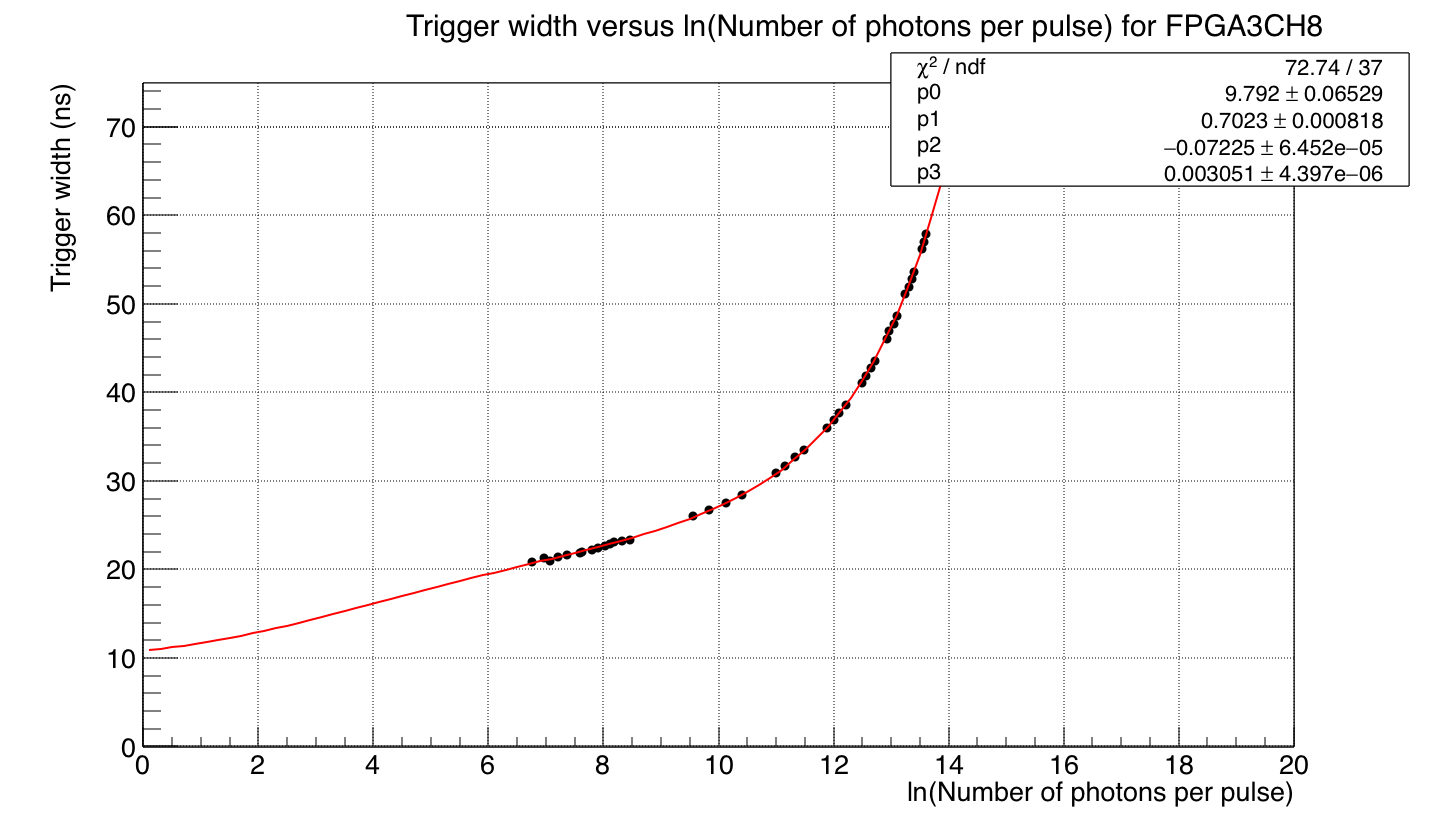 Trigger width versus ln(Number of photons per pulse) for FPGA3CH8
χ² / ndf 72.74 / 37
p0 9.792 ± 0.06529
p1 0.7023 ± 0.000818
p2 −0.07225 ± 6.452e−05
p3 0.003051 ± 4.397e−06
Trigger width (ns)
70
60
50
40
30
20
10
0
0 2 4 6 8 10 12 14 16 18 20
ln(Number of photons per pulse)